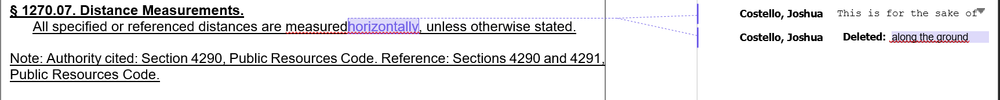 § 1270.07. Distance Measurements.
All specified or referenced distances are measuredhorizontally, unless otherwise stated.
Note: Authority cited: Section 4290, Public Resources Code. Reference: Sections 4290 and 4291,
Public Resources Code.
Costello, Joshua This is for the sake of
Costello, Joshua Deleted: along the ground